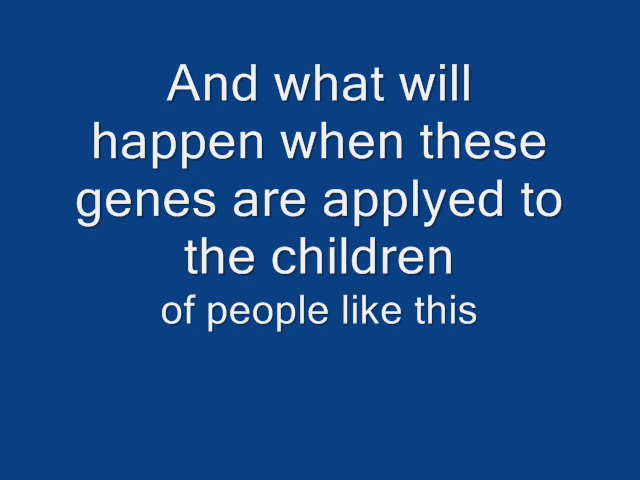 And what will
happen when these
genes are applyed to
the children
of people like this